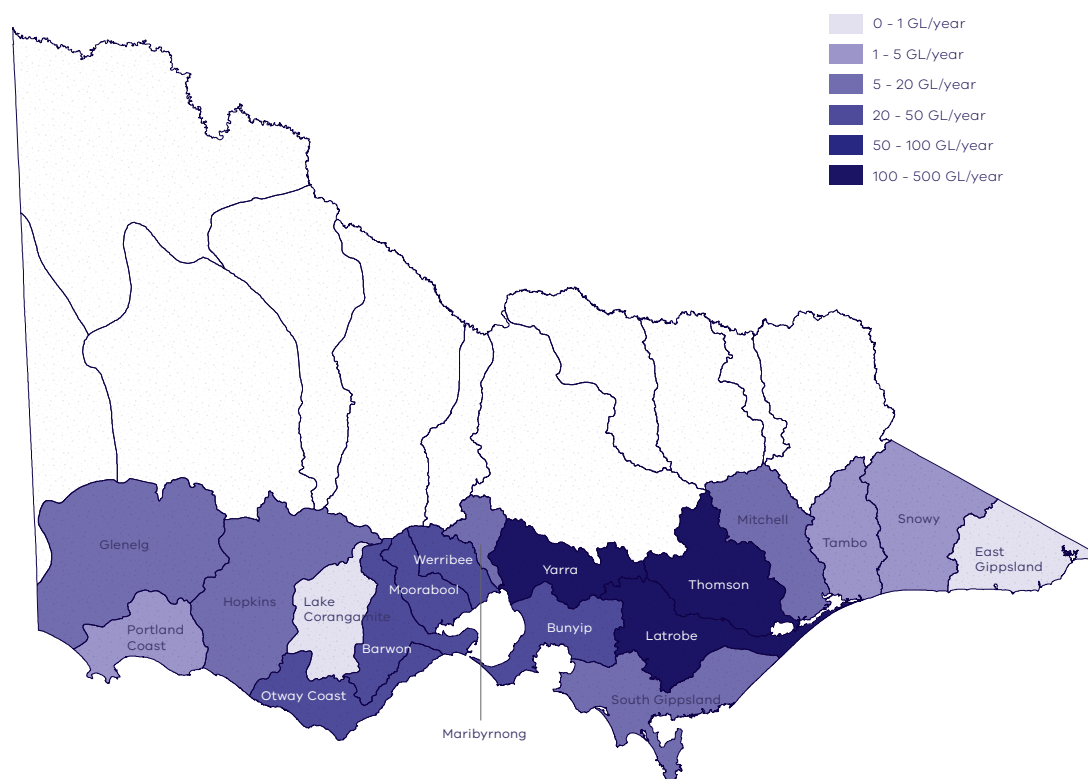 0 - 1 GL/year
1 - 5 GL/year
5 - 20 GL/year
20 - 50 GL/year
50 - 100 GL/year
100 - 500 GL/year
Glenelg
Portland
Coast
Hopkins
Lake
Corangamite
Otway Coast
Barwon
Moorabool
Werribee
Maribyrnong
Yarra
Bunyip
Latrobe
Thomson
South Gippsland
Mitchell
Tambo
Snowy
East
Gippsland